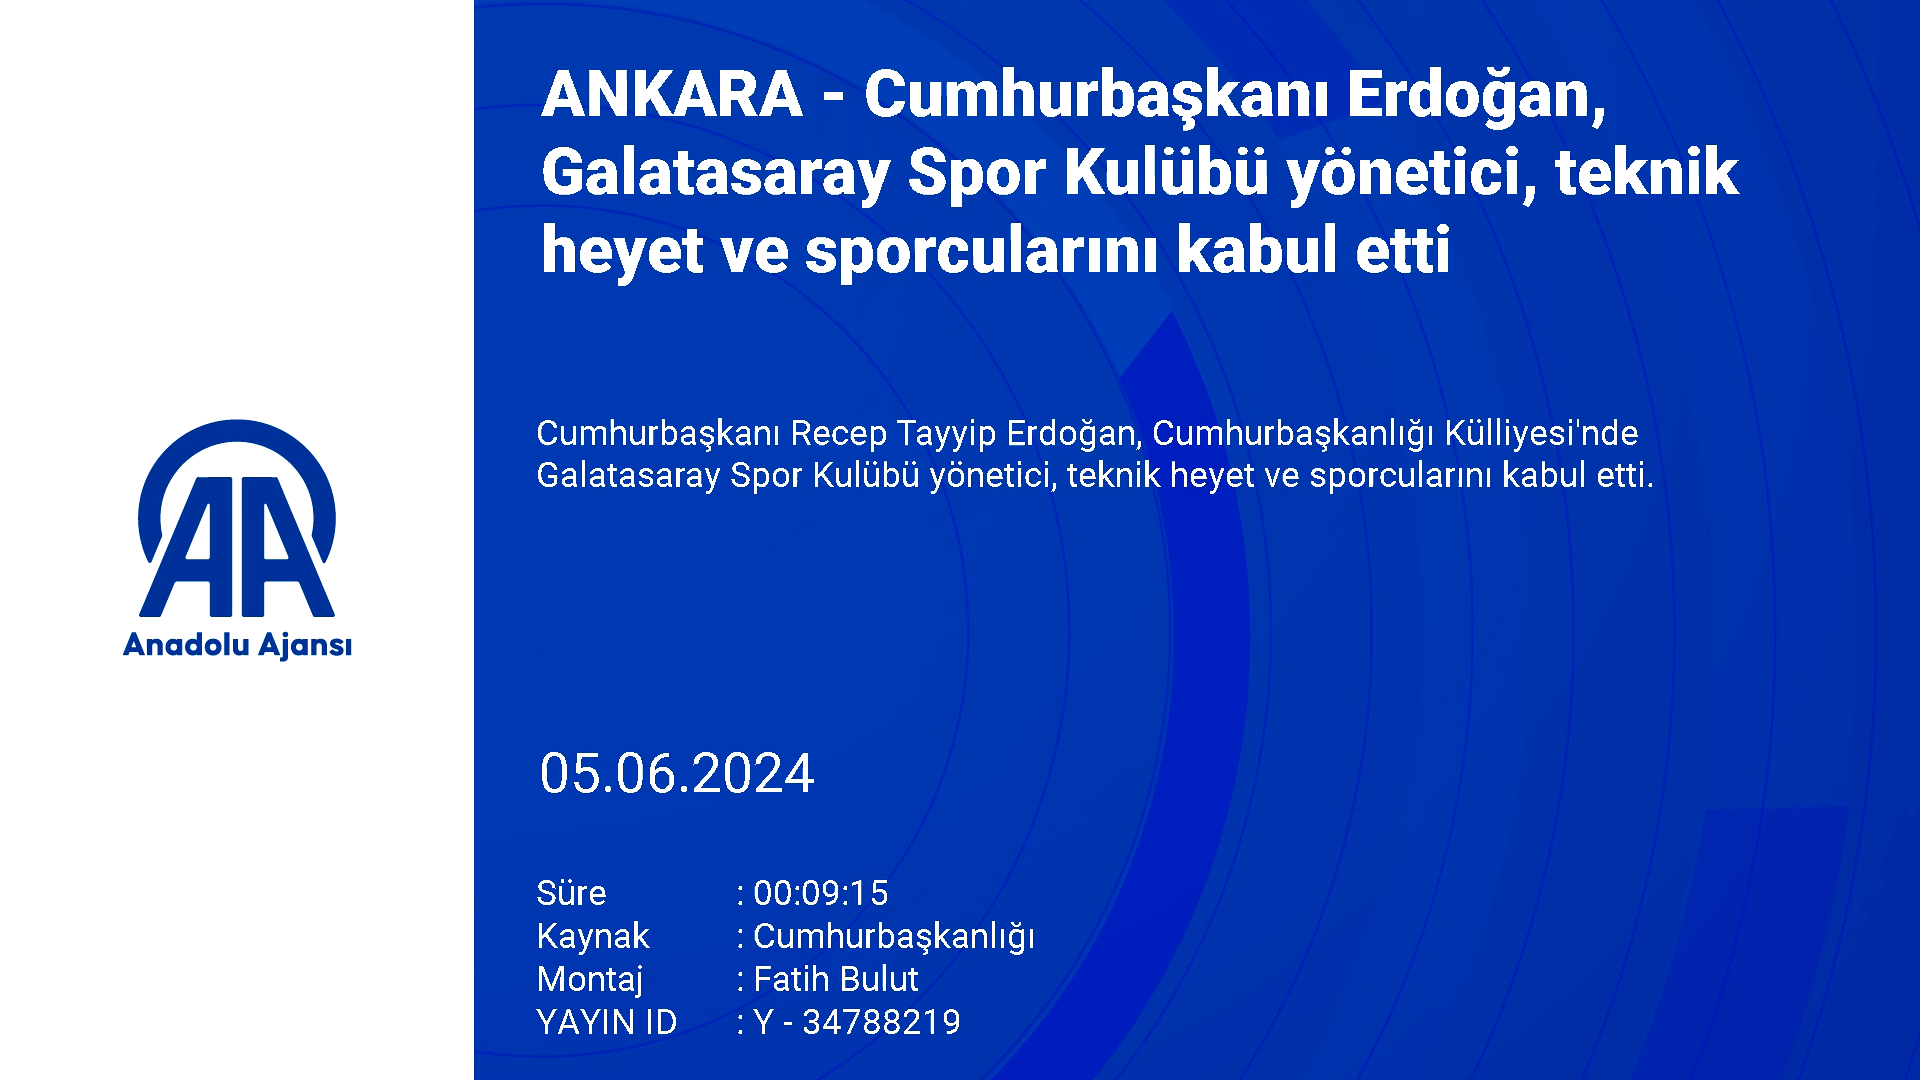 ANKARA - Cumhurbaşkanı Erdoğan,
Galatasaray Spor Kulübü yönetici, teknik
heyet ve sporcularını kabul etti
Cumhurbaşkanı Recep Tayyip Erdoğan, Cumhurbaşkanlığı Külliyesi'nde
Galatasaray Spor Kulübü yönetici, teknik heyet ve sporcularını kabul etti.
AA
Anadolu Ajansı
05.06.2024
Süre : 00:09:15
Kaynak : Cumhurbaşkanlığı
Montaj : Fatih Bulut
YAYIN ID : Y - 34788219